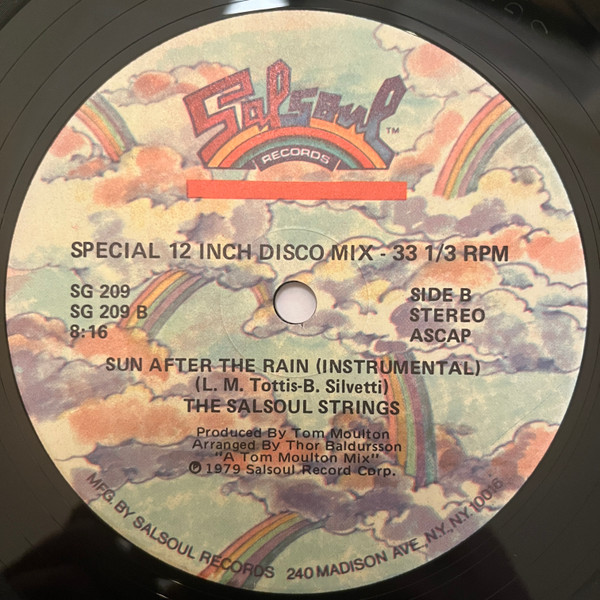 Salsoul TM
RECORDS
SPECIAL 12 INCH DISCO MIX - 33 1/3 RPM
SG 209
SG 209 B
8:16
SIDE B
STEREO
ASCAP
SUN AFTER THE RAIN (INSTRUMENTAL)
(L. M. Tottis-B. Silvetti)
THE SALSOUL STRINGS
Produced By Tom Moulton
Arranged By Thor Baldursson
"A Tom Moulton Mix"
℗ 1979 Salsoul Record Corp.
MFG. BY SALSOUL RECORDS 240 MADISON AVE., N.Y., N.Y. 10016